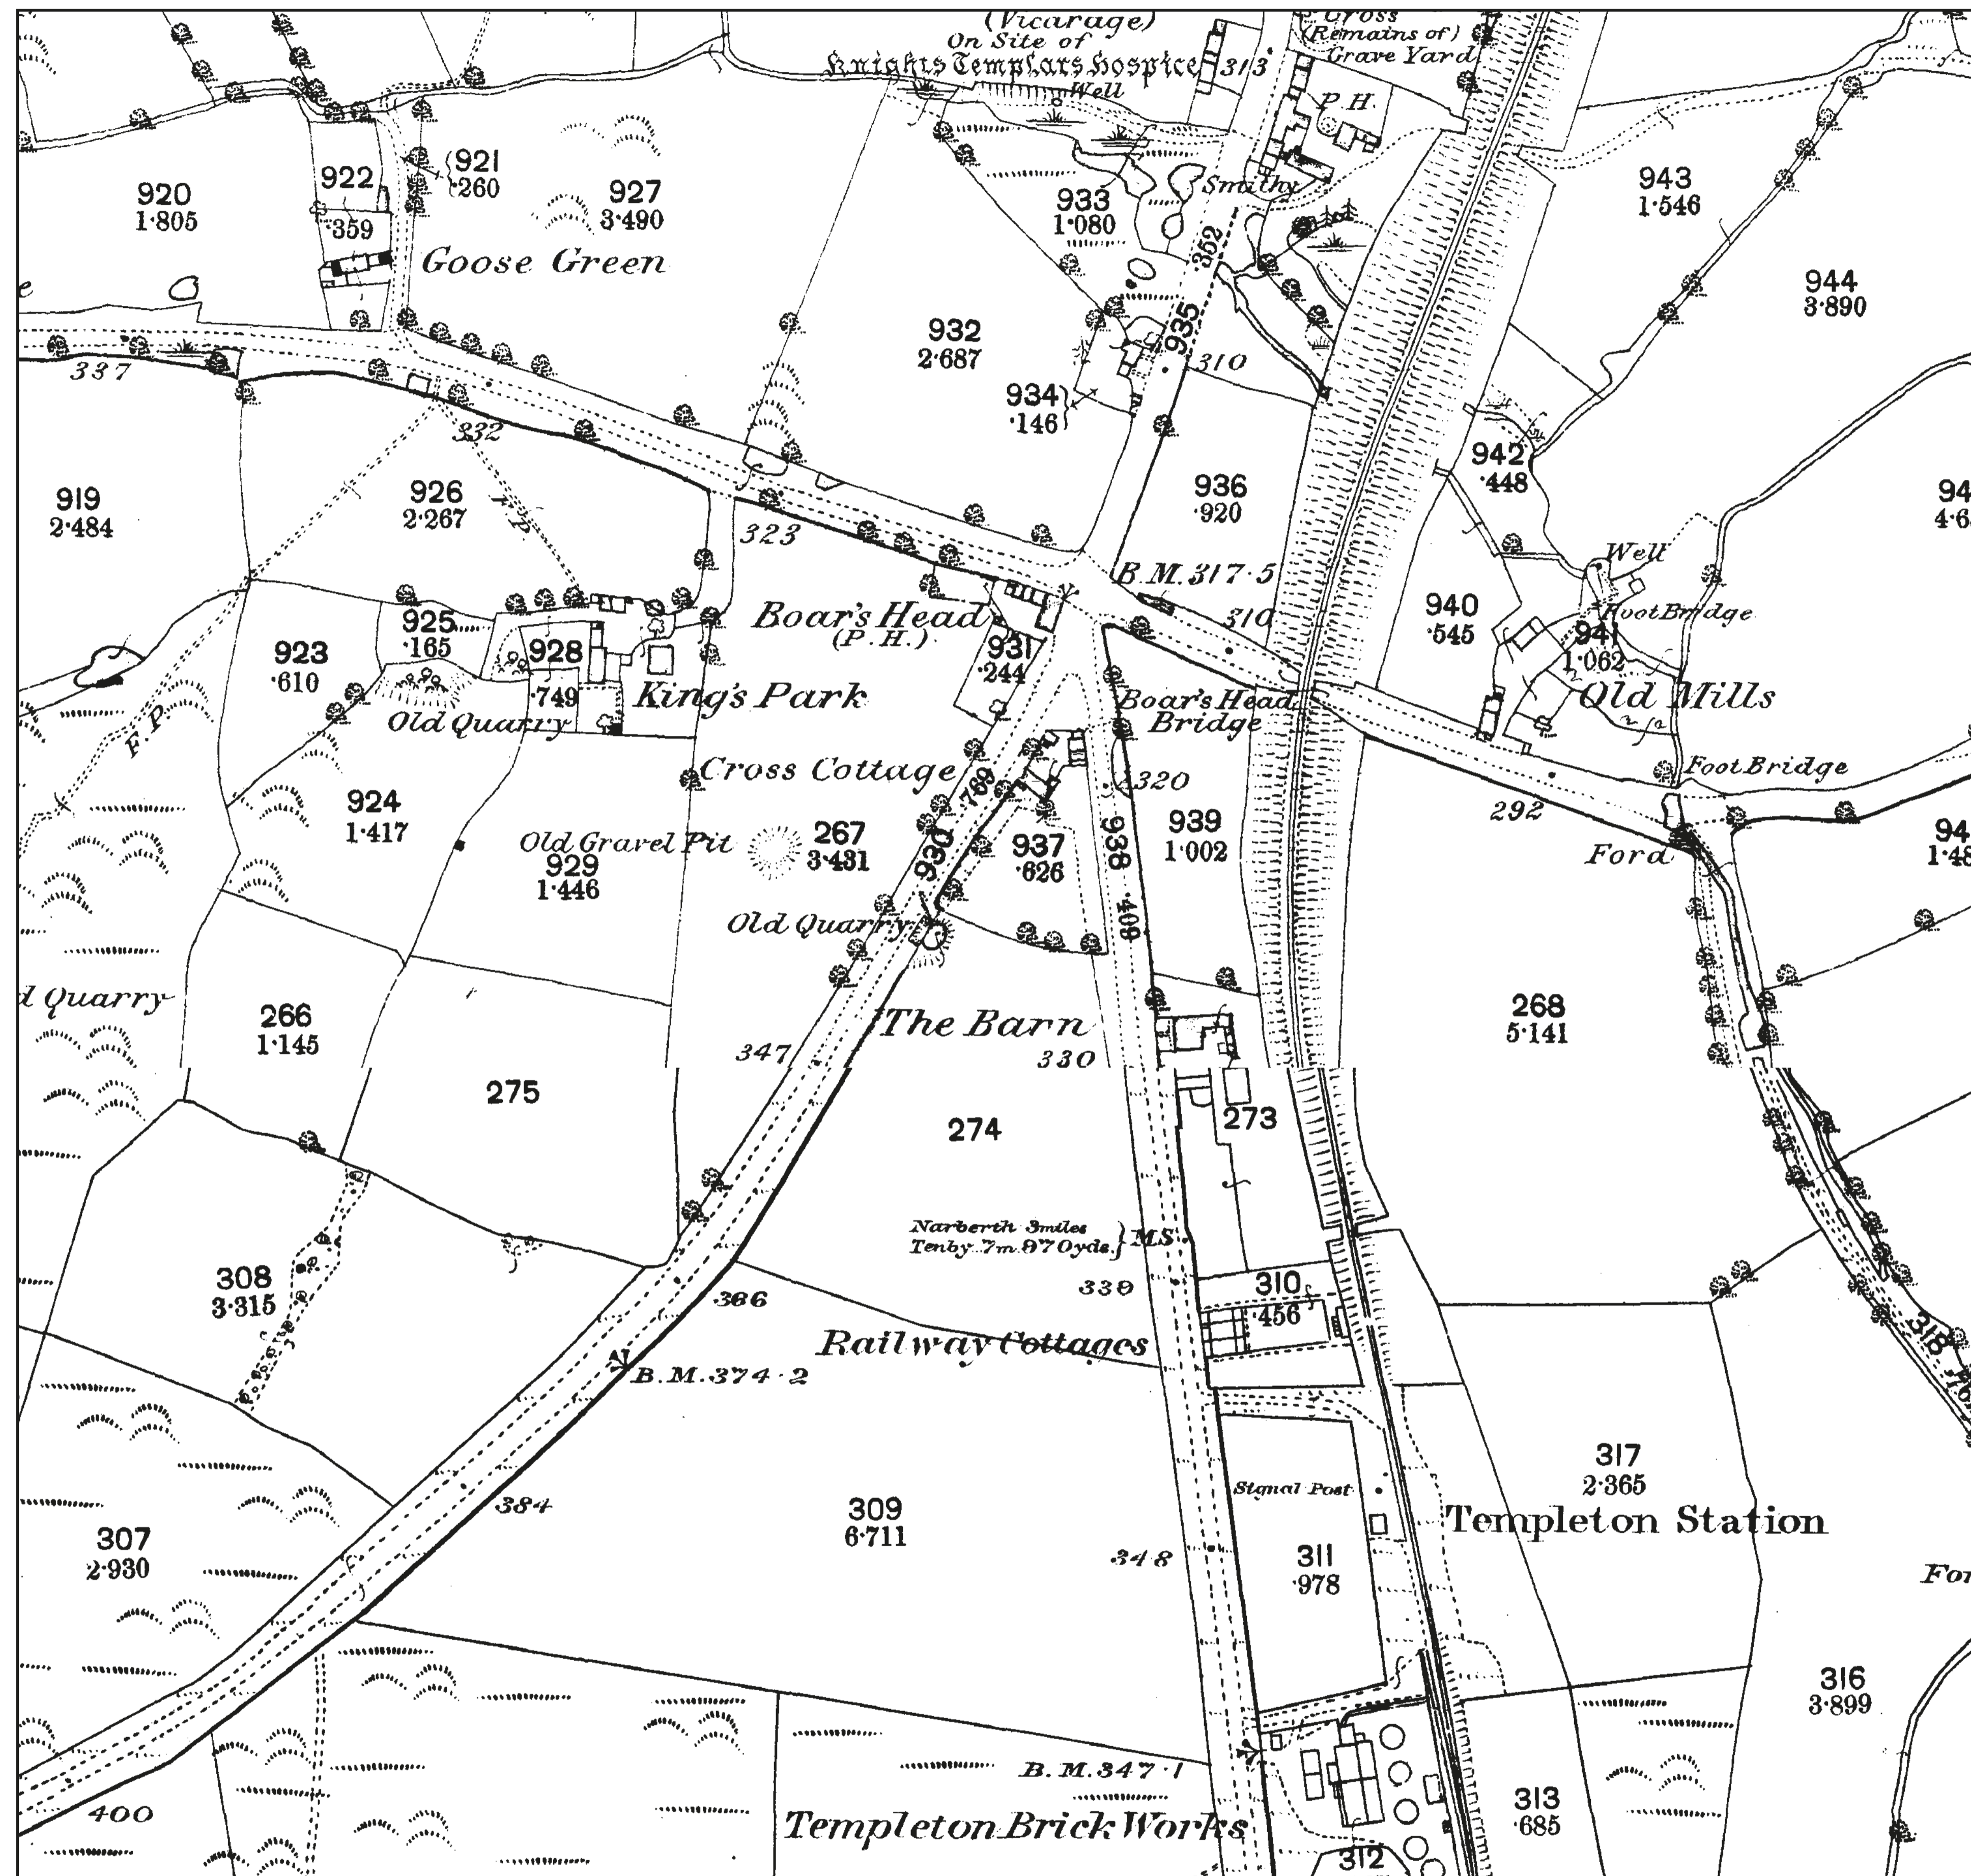 (Vicarage)
On Site of
Knights Templars Hospice
313
Cross
(Remains of)
Grave Yard
Well
P.H.
920
1·805
922
·359
921
·260
927
3·490
Goose Green
933
1·080
Smithy
943
1·546
944
3·890
·352
935
932
2·687
310
934
·146
337
332
919
2·484
926
2·267
F.P.
323
936
·920
942
·448
B.M.317·5
310
Well
Foot Bridge
940
·545
941
1·062
Old Mills
Boar's Head
(P.H.)
925
·165
923
·610
928
·749
931
·244
King's Park
Old Quarry
F.P.
Boar's Head
Bridge
Cross Cottage
·769
930
320
Foot Bridge
292
924
1·417
Old Gravel Pit
929
1·446
267
3·431
937
·626
938
·409
939
1·002
Ford
Old Quarry
Quarry
266
1·145
The Barn
347
330
268
5·141
275
274
273
Narberth 3miles
Tenby 7m. 970yds.
M.S.
308
3·315
366
339
310
·456
Railway Cottages
B.M.374·2
318
384
Signal Post
317
2·365
Templeton Station
307
2·930
309
6·711
348
311
·978
316
3·899
B.M.347·1
400
Templeton Brick Works
313
·685
312